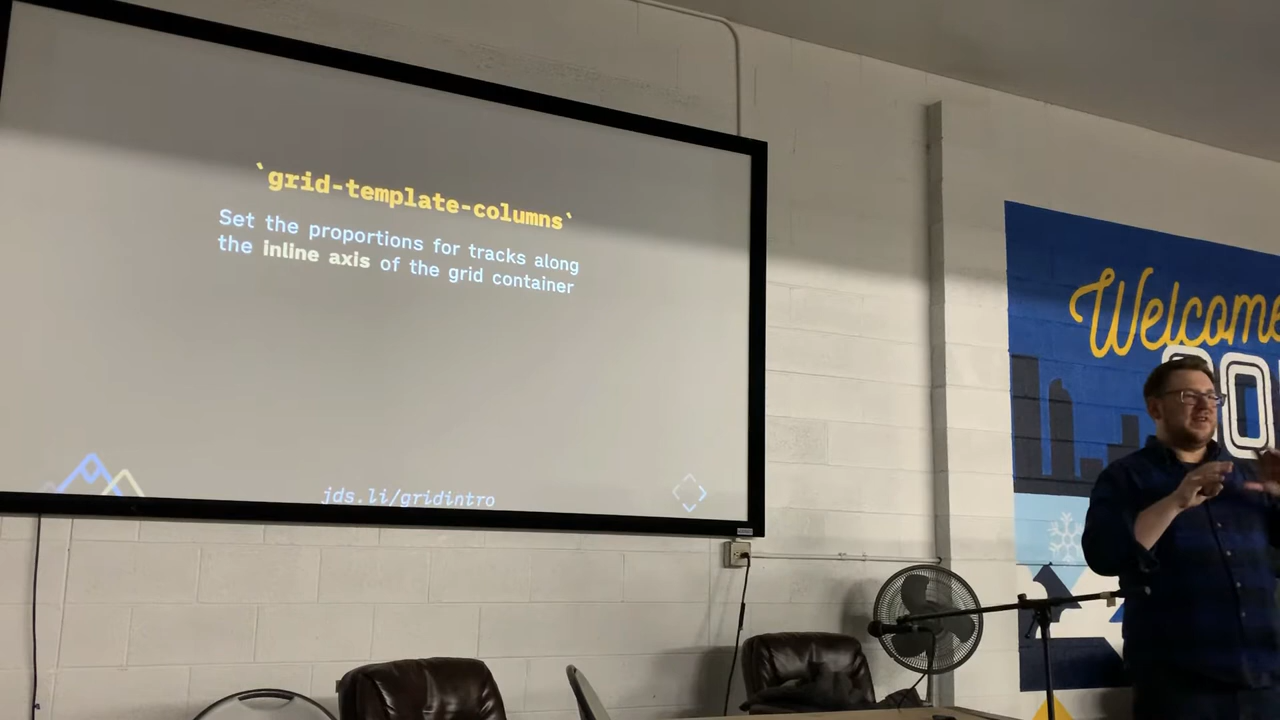 `grid-template-columns`
Set the proportions for tracks along
the inline axis of the grid container
jds.li/gridintro
Welcome